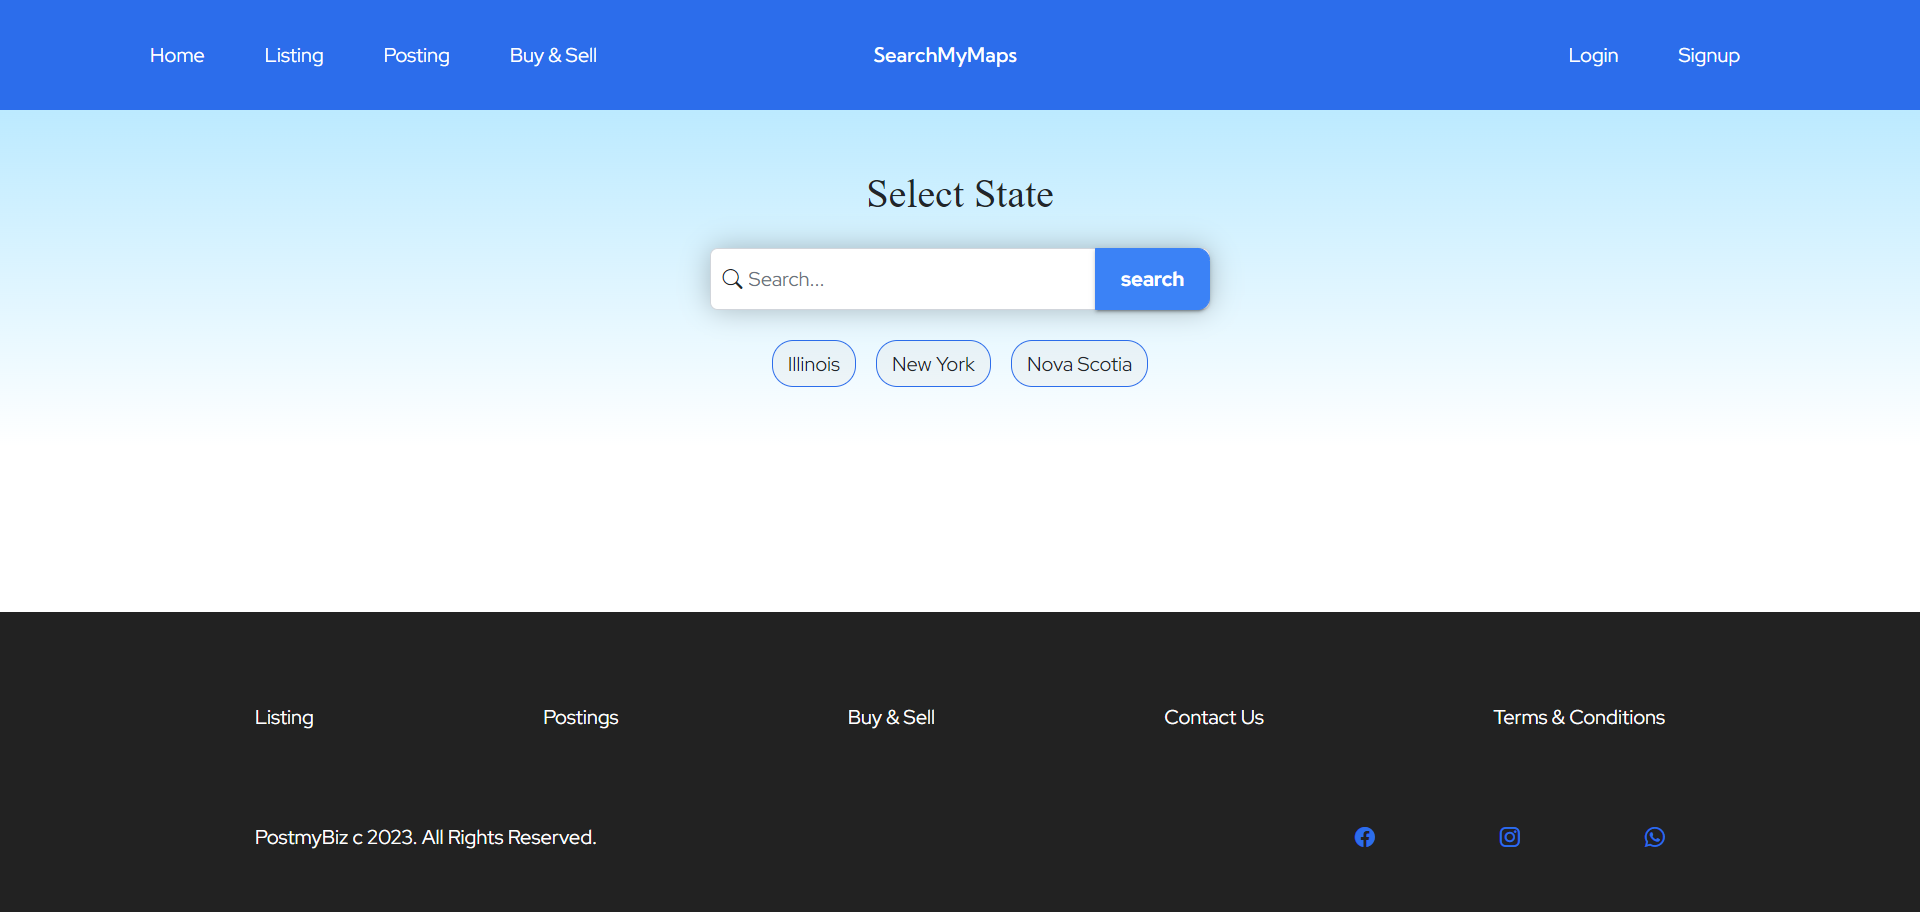 Home Listing Posting Buy & Sell SearchMyMaps Login Signup
Select State
Search... search
Illinois New York Nova Scotia
Listing Postings Buy & Sell Contact Us Terms & Conditions
PostmyBiz c 2023. All Rights Reserved.